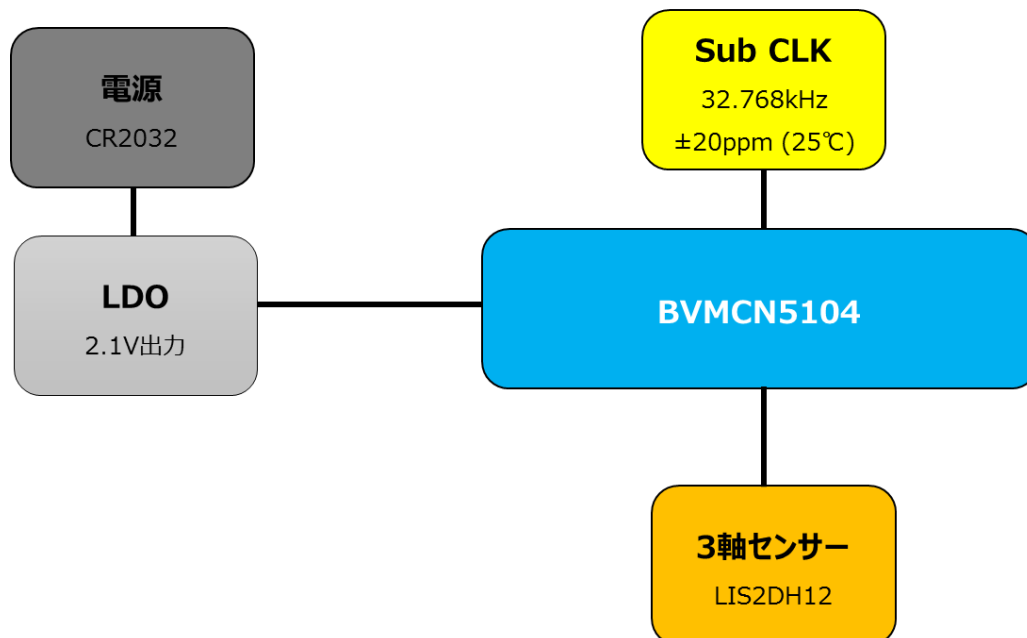 電源
CR2032
Sub CLK
32.768kHz
±20ppm (25℃)
LDO
2.1V出力
BVMCN5104
3軸センサー
LIS2DH12